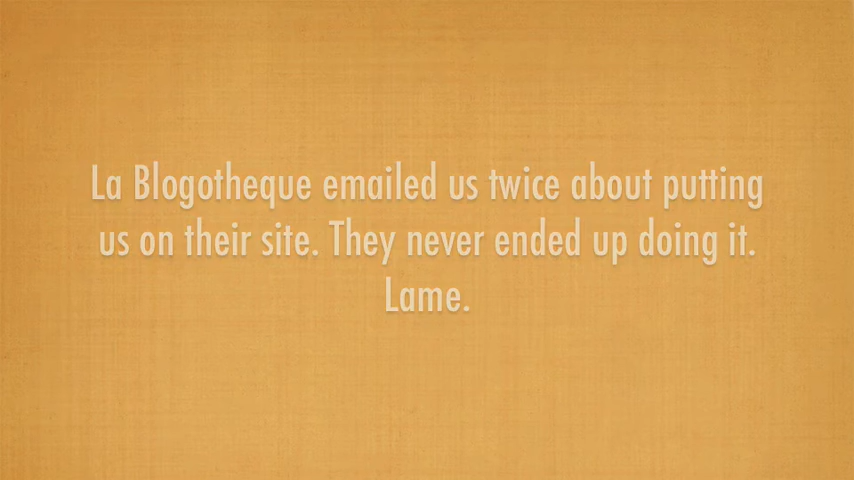 La Blogotheque emailed us twice about putting
us on their site. They never ended up doing it.
Lame.